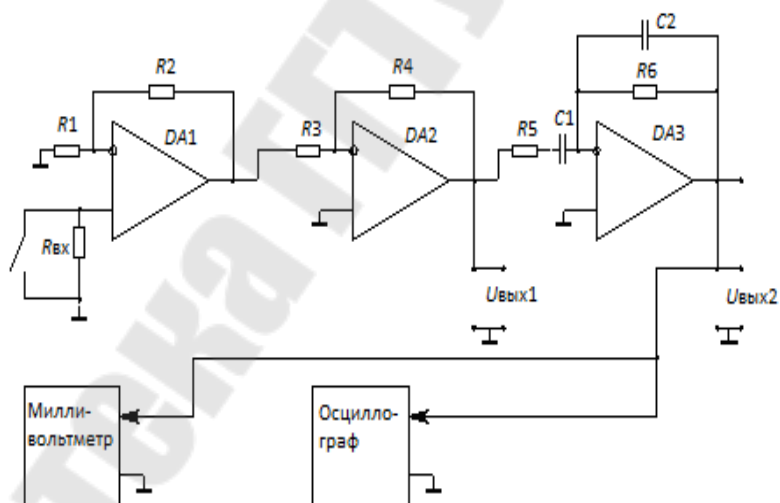 C2
R2
R4
R6
R1
DA1
R3
DA2
R5
C1
DA3
Rвх
Uвых1
Uвых2
Милли-
вольтметр
Осцилло-
граф